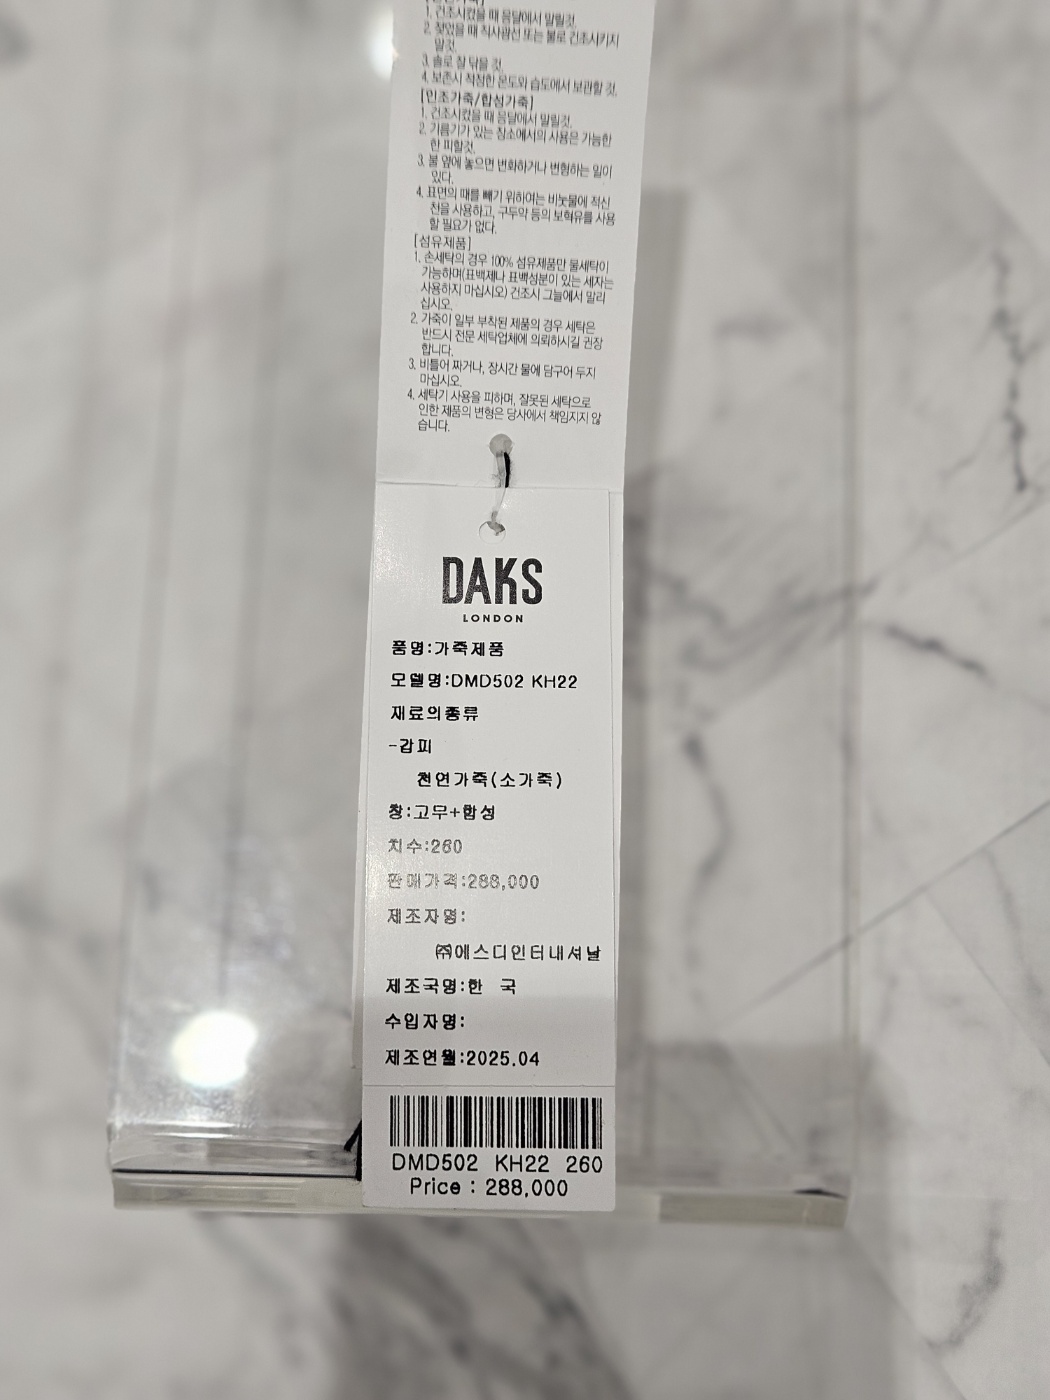 1. 건조시켰을 때 응달에서 말릴것.
2. 젖었을 때 직사광선 또는 불로 건조시키지
말것.
3. 솔로 잘 닦을 것.
4. 보존시 적정한 온도와 습도에서 보관할 것.
[인조가죽/합성가죽]
1. 건조시켰을 때 응달에서 말릴것.
2. 기름기가 있는 장소에서의 사용은 가능한
한 피할것.
3. 불 옆에 놓으면 변화하거나 변형하는 일이
있다.
4. 표면의 때를 빼기 위하여는 비눗물에 적신
천을 사용하고, 구두약 등의 보혁유를 사용
할 필요가 없다.
[섬유제품]
1. 손세탁의 경우 100% 섬유제품만 물세탁이
가능하며(표백제나 표백성분이 있는 세자는
사용하지 마십시오) 건조시 그늘에서 말리
십시오.
2. 가죽이 일부 부착된 제품의 경우 세탁은
반드시 전문 세탁업체에 의뢰하시길 권장
합니다.
3. 비틀어 짜거나, 장시간 물에 담구어 두지
마십시오.
4. 세탁기 사용을 피하며, 잘못된 세탁으로
인한 제품의 변형은 당사에서 책임지지 않
습니다.
DAKS
LONDON
품명:가죽제품
모델명:DMD502 KH22
재료의종류
-갑피
천연가죽(소가죽)
창:고무+합성
치수:260
판매가격:288,000
제조자명:
㈜에스디인터내셔날
제조국명:한 국
수입자명:
제조연월:2025.04
DMD502 KH22 260
Price : 288,000